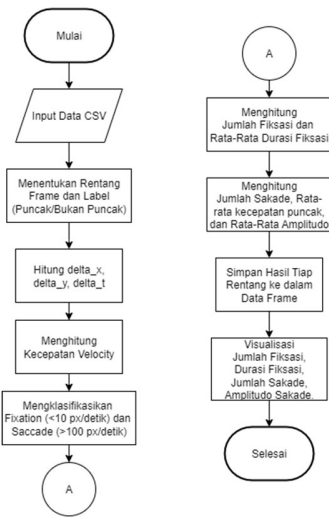 Mulai
Input Data CSV
Menentukan Rentang
Frame dan Label
(Puncak/Bukan Puncak)
Hitung delta_x,
delta_y, delta_t
Menghitung
Kecepatan Velocity
Mengklasifikasikan
Fixation (<10 px/detik) dan
Saccade (>100 px/detik)
A
A
Menghitung
Jumlah Fiksasi dan
Rata-Rata Durasi Fiksasi
Menghitung
Jumlah Sakade, Rata-
rata kecepatan puncak,
dan Rata-Rata Amplitudo
Simpan Hasil Tiap
Rentang ke dalam
Data Frame
Visualisasi
Jumlah Fiksasi,
Durasi Fiksasi,
Jumlah Sakade,
Amplitudo Sakade.
Selesai